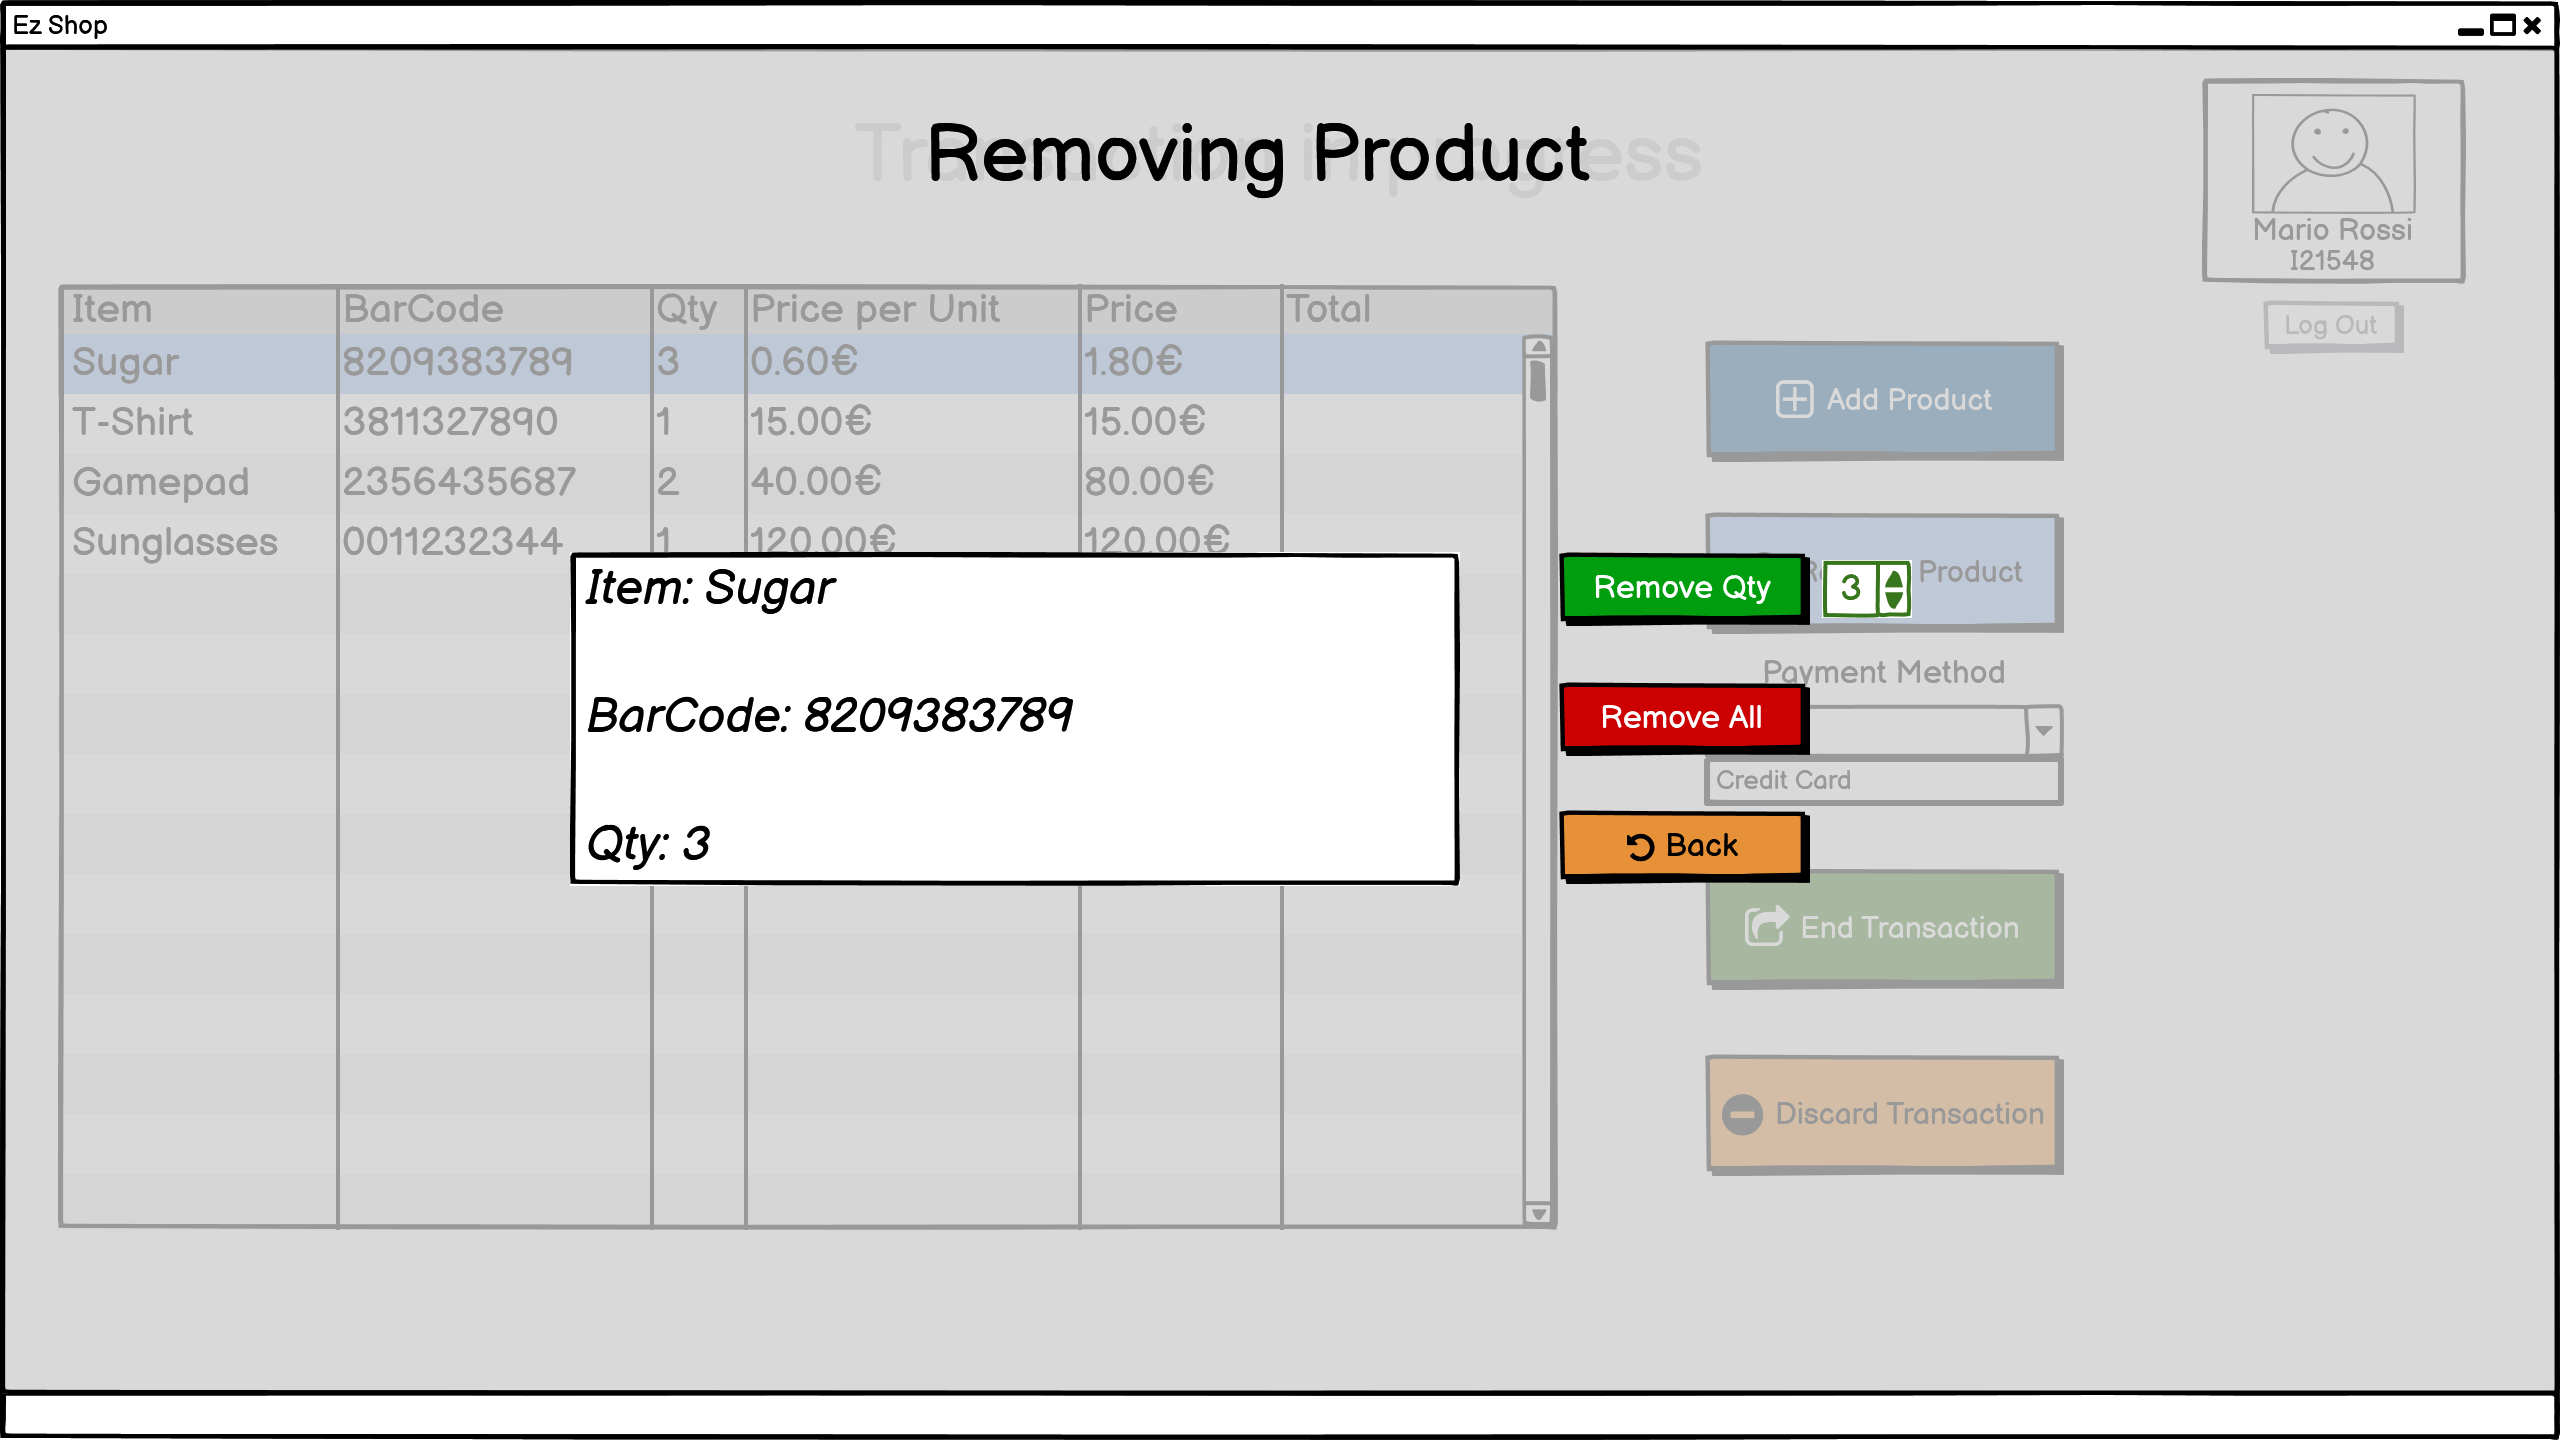 Ez Shop
Transaction in progress
Removing Product
Mario Rossi
I21548
Log Out
Item BarCode Qty Price per Unit Price Total
Sugar 8209383789 3 0.60€ 1.80€
T-Shirt 3811327890 1 15.00€ 15.00€
Gamepad 2356435687 2 40.00€ 80.00€
Sunglasses 0011232344 1 120.00€ 120.00€
Add Product
Product
Item: Sugar
BarCode: 8209383789
Qty: 3
Remove Qty 3
Remove All
Back
Payment Method
Credit Card
End Transaction
Discard Transaction